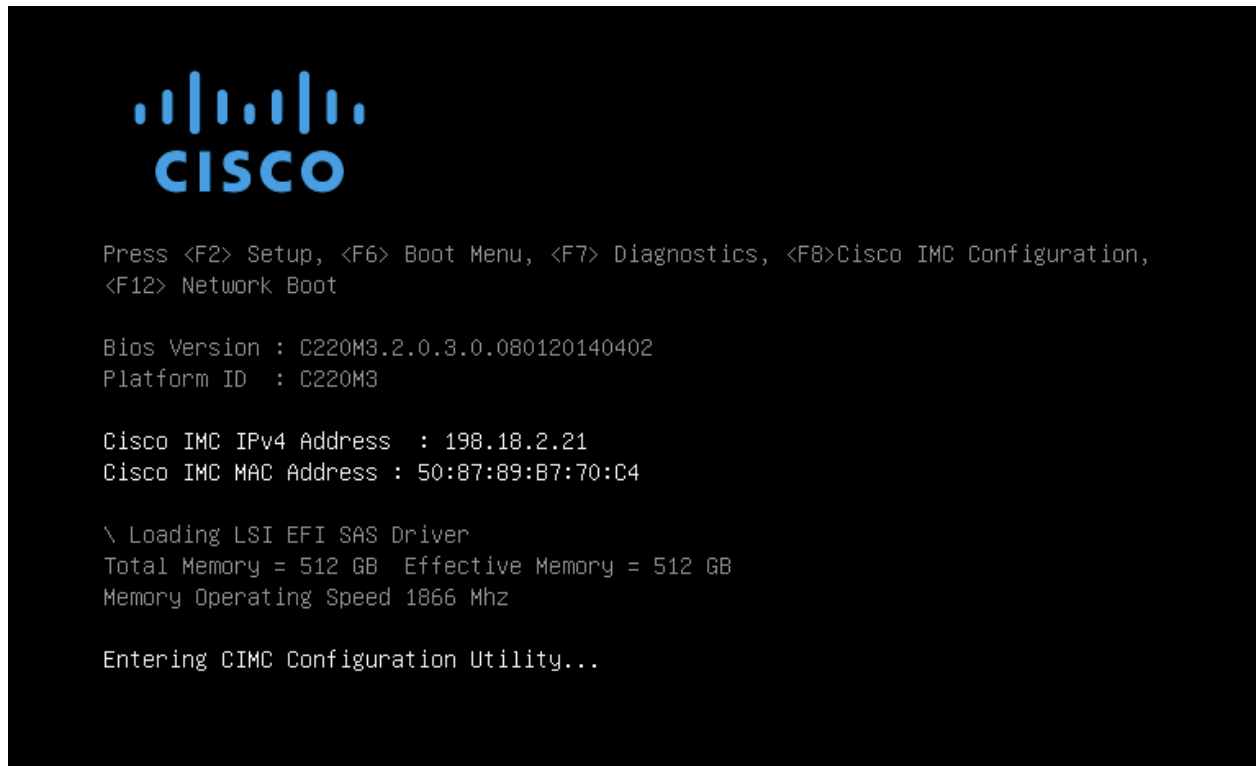 CISCO
Press <F2> Setup, <F6> Boot Menu, <F7> Diagnostics, <F8>Cisco IMC Configuration,
<F12> Network Boot
Bios Version : C220M3.2.0.3.0.080120140402
Platform ID  : C220M3
Cisco IMC IPv4 Address  : 198.18.2.21
Cisco IMC MAC Address : 50:87:89:B7:70:C4
\ Loading LSI EFI SAS Driver
Total Memory = 512 GB  Effective Memory = 512 GB
Memory Operating Speed 1866 Mhz
Entering CIMC Configuration Utility...